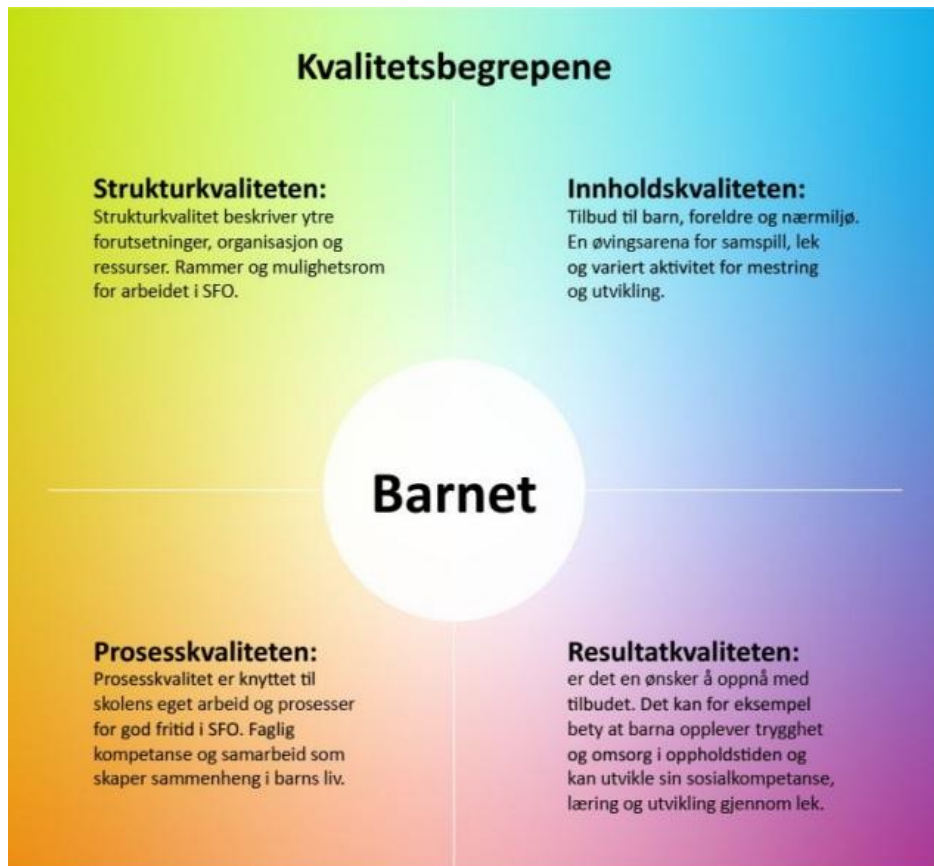 Kvalitetsbegrepene
Strukturkvaliteten:
Strukturkvalitet beskriver ytre
forutsetninger, organisasjon og
ressurser. Rammer og mulighetsrom
for arbeidet i SFO.
Innholdskvaliteten:
Tilbud til barn, foreldre og nærmiljø.
En øvingsarena for samspill, lek
og variert aktivitet for mestring
og utvikling.
Barnet
Prosesskvaliteten:
Prosesskvalitet er knyttet til
skolens eget arbeid og prosesser
for god fritid i SFO. Faglig
kompetanse og samarbeid som
skaper sammenheng i barns liv.
Resultatkvaliteten:
er det en ønsker å oppnå med
tilbudet. Det kan for eksempel
bety at barna opplever trygghet
og omsorg i oppholdstiden og
kan utvikle sin sosialkompetanse,
læring og utvikling gjennom lek.